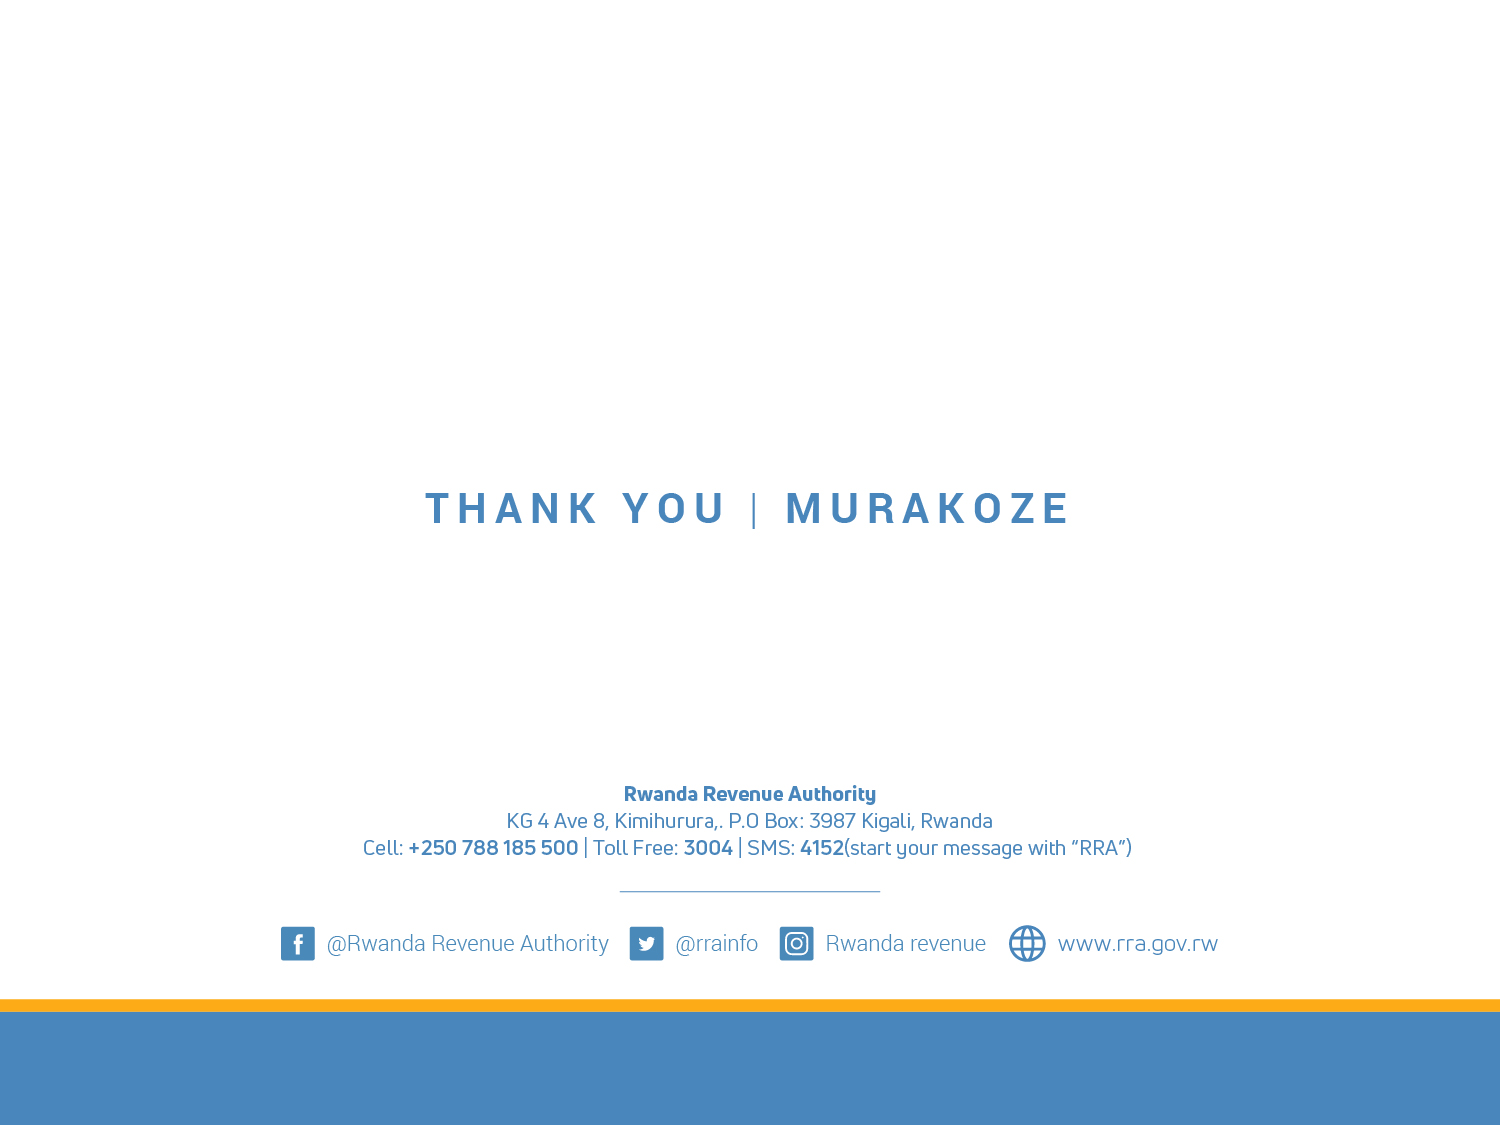 THANK YOU | MURAKOZE
Rwanda Revenue Authority
KG 4 Ave 8, Kimihurura,. P.O Box: 3987 Kigali, Rwanda
Cell: +250 788 185 500 | Toll Free: 3004 | SMS: 4152(start your message with “RRA”)
@Rwanda Revenue Authority @rrainfo Rwanda revenue www.rra.gov.rw